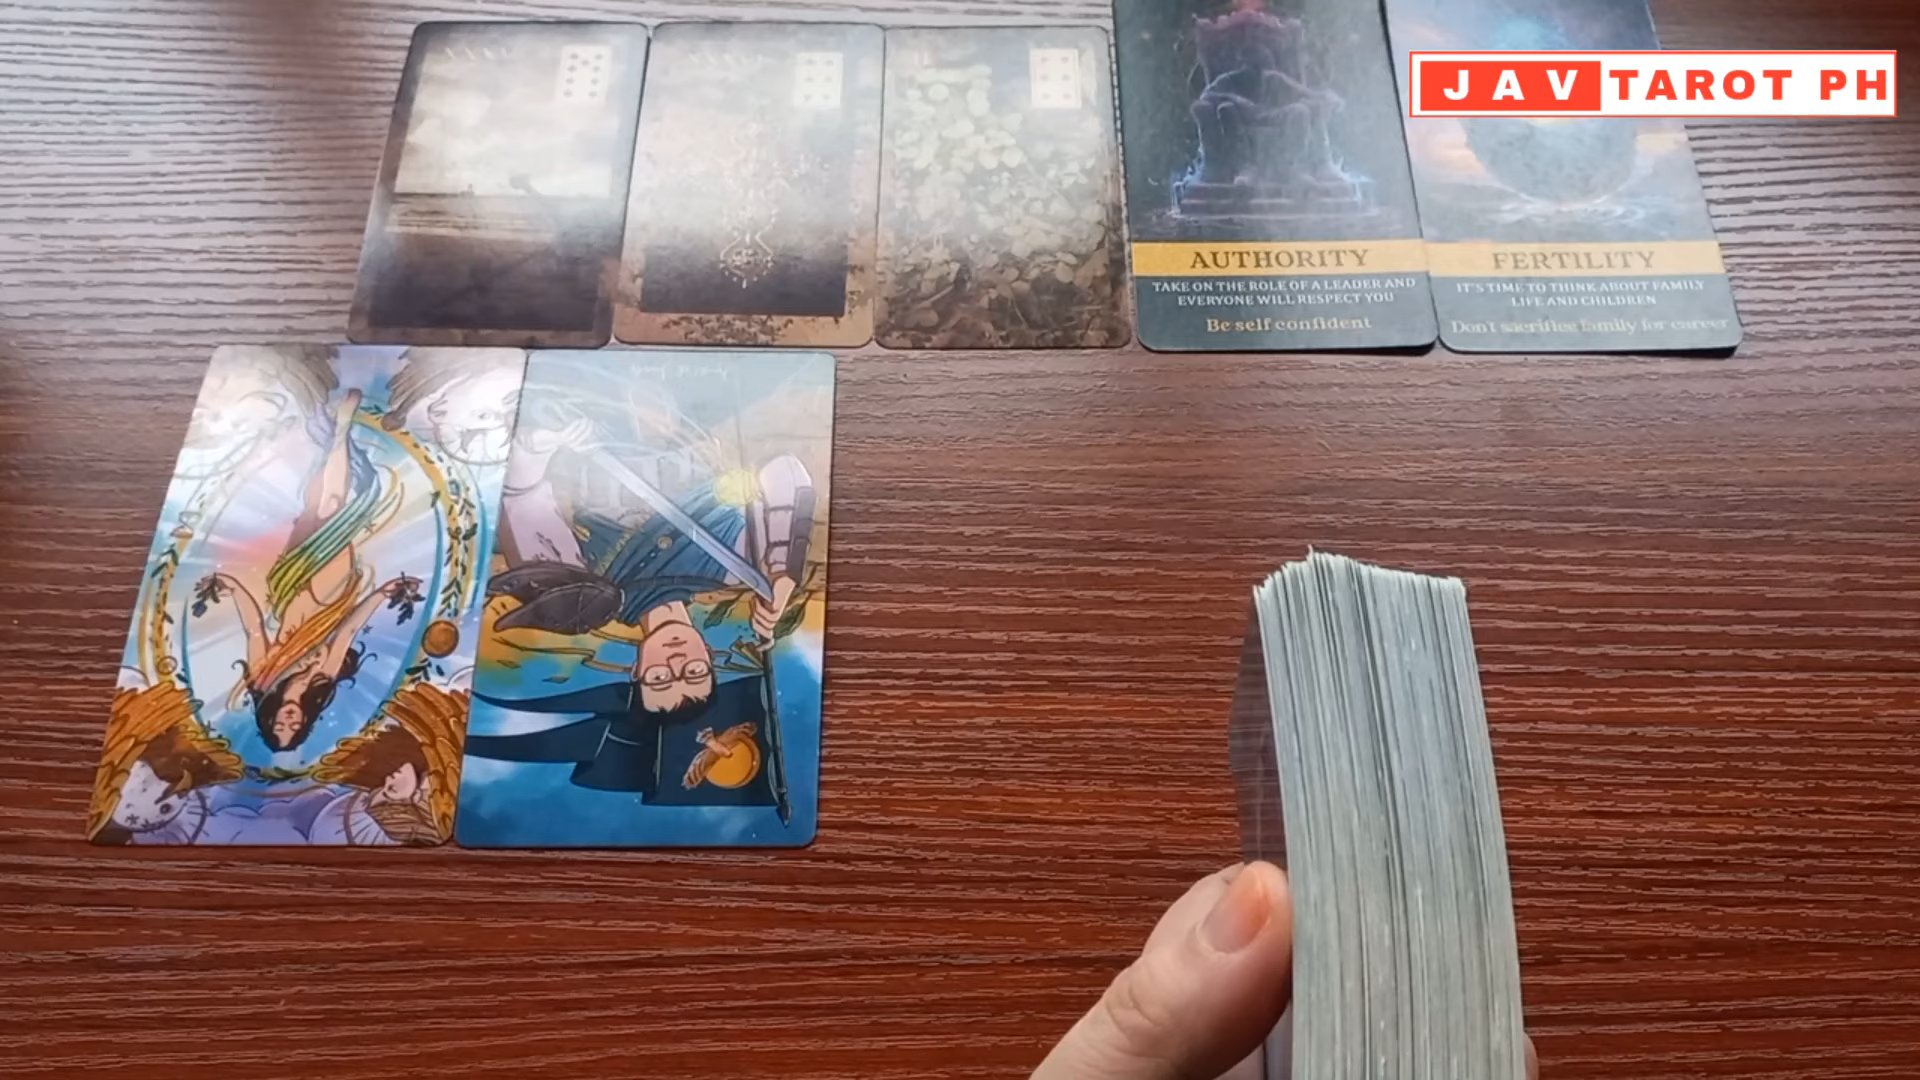 JAV TAROT PH
AUTHORITY
TAKE ON THE ROLE OF A LEADER AND
EVERYONE WILL RESPECT YOU
Be self confident
FERTILITY
IT'S TIME TO THINK ABOUT FAMILY
LIFE AND CHILDREN
Don't sacrifice family for career